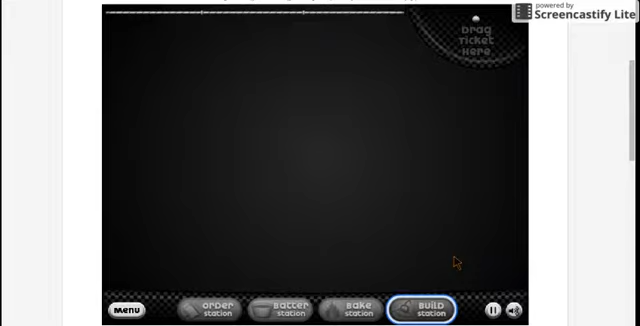 powered by
Screencastify Lite
Drag
Ticket
Here
menu
Order
station
Batter
station
Bake
station
Build
station